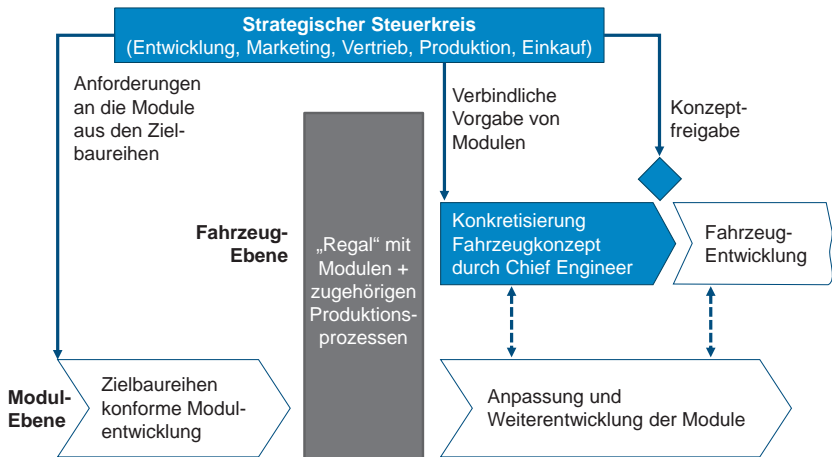 Strategischer Steuerkreis
(Entwicklung, Marketing, Vertrieb, Produktion, Einkauf)
Anforderungen
an die Module
aus den Ziel-
baureihen
Verbindliche
Vorgabe von
Modulen
Konzept-
freigabe
Fahrzeug-
Ebene
„Regal“ mit
Modulen +
zugehörigen
Produktions-
prozessen
Konkretisierung
Fahrzeugkonzept
durch Chief Engineer
Fahrzeug-
Entwicklung
Modul-
Ebene
Zielbaureihen
konforme Modul-
entwicklung
Anpassung und
Weiterentwicklung der Module